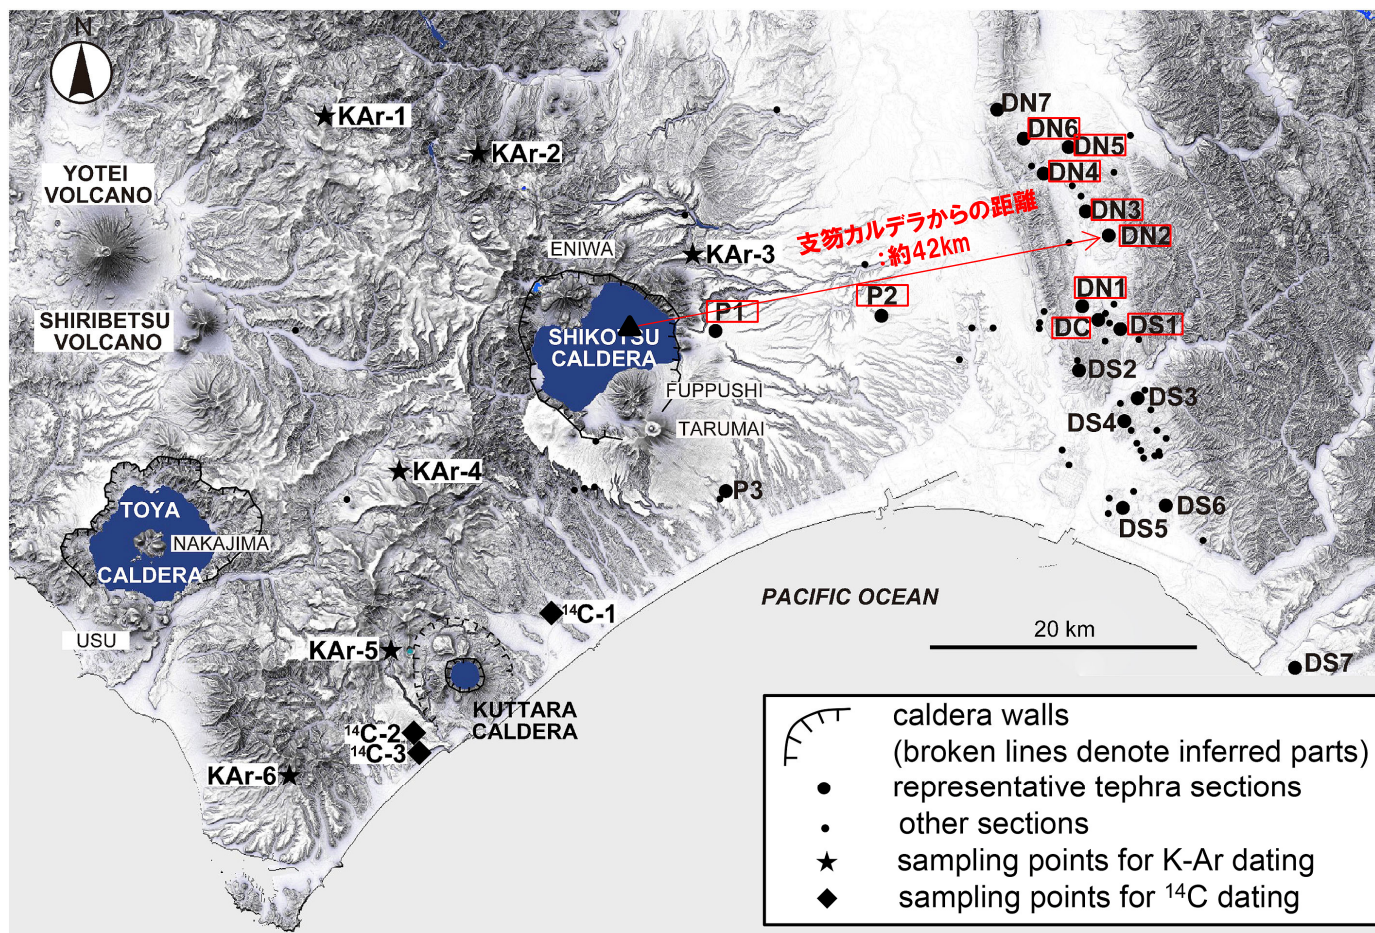 N
KAr-1
KAr-2
YOTEI
VOLCANO
SHIRIBETSU
VOLCANO
ENIWA
KAr-3
支笏カルデラからの距離
：約42km
DN7
DN6
DN5
DN4
DN3
DN2
DN1
DC
DS1
P1
P2
SHIKOTSU
CALDERA
FUPPUSHI
TARUMAI
DS2
DS3
DS4
KAr-4
P3
DS5
DS6
TOYA
NAKAJIMA
CALDERA
USU
14C-1
PACIFIC OCEAN
20 km
KAr-5
DS7
KUTTARA
CALDERA
14C-2
14C-3
KAr-6
caldera walls
(broken lines denote inferred parts)
representative tephra sections
other sections
sampling points for K-Ar dating
sampling points for 14C dating